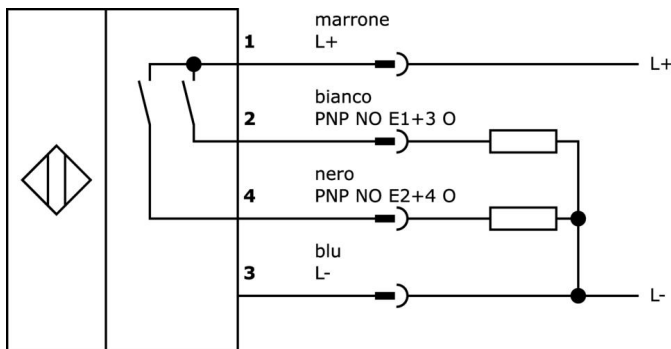 marrone
1 L+ L+
bianco
2 PNP NO E1+3 O
nero
4 PNP NO E2+4 O
blu
3 L- L-